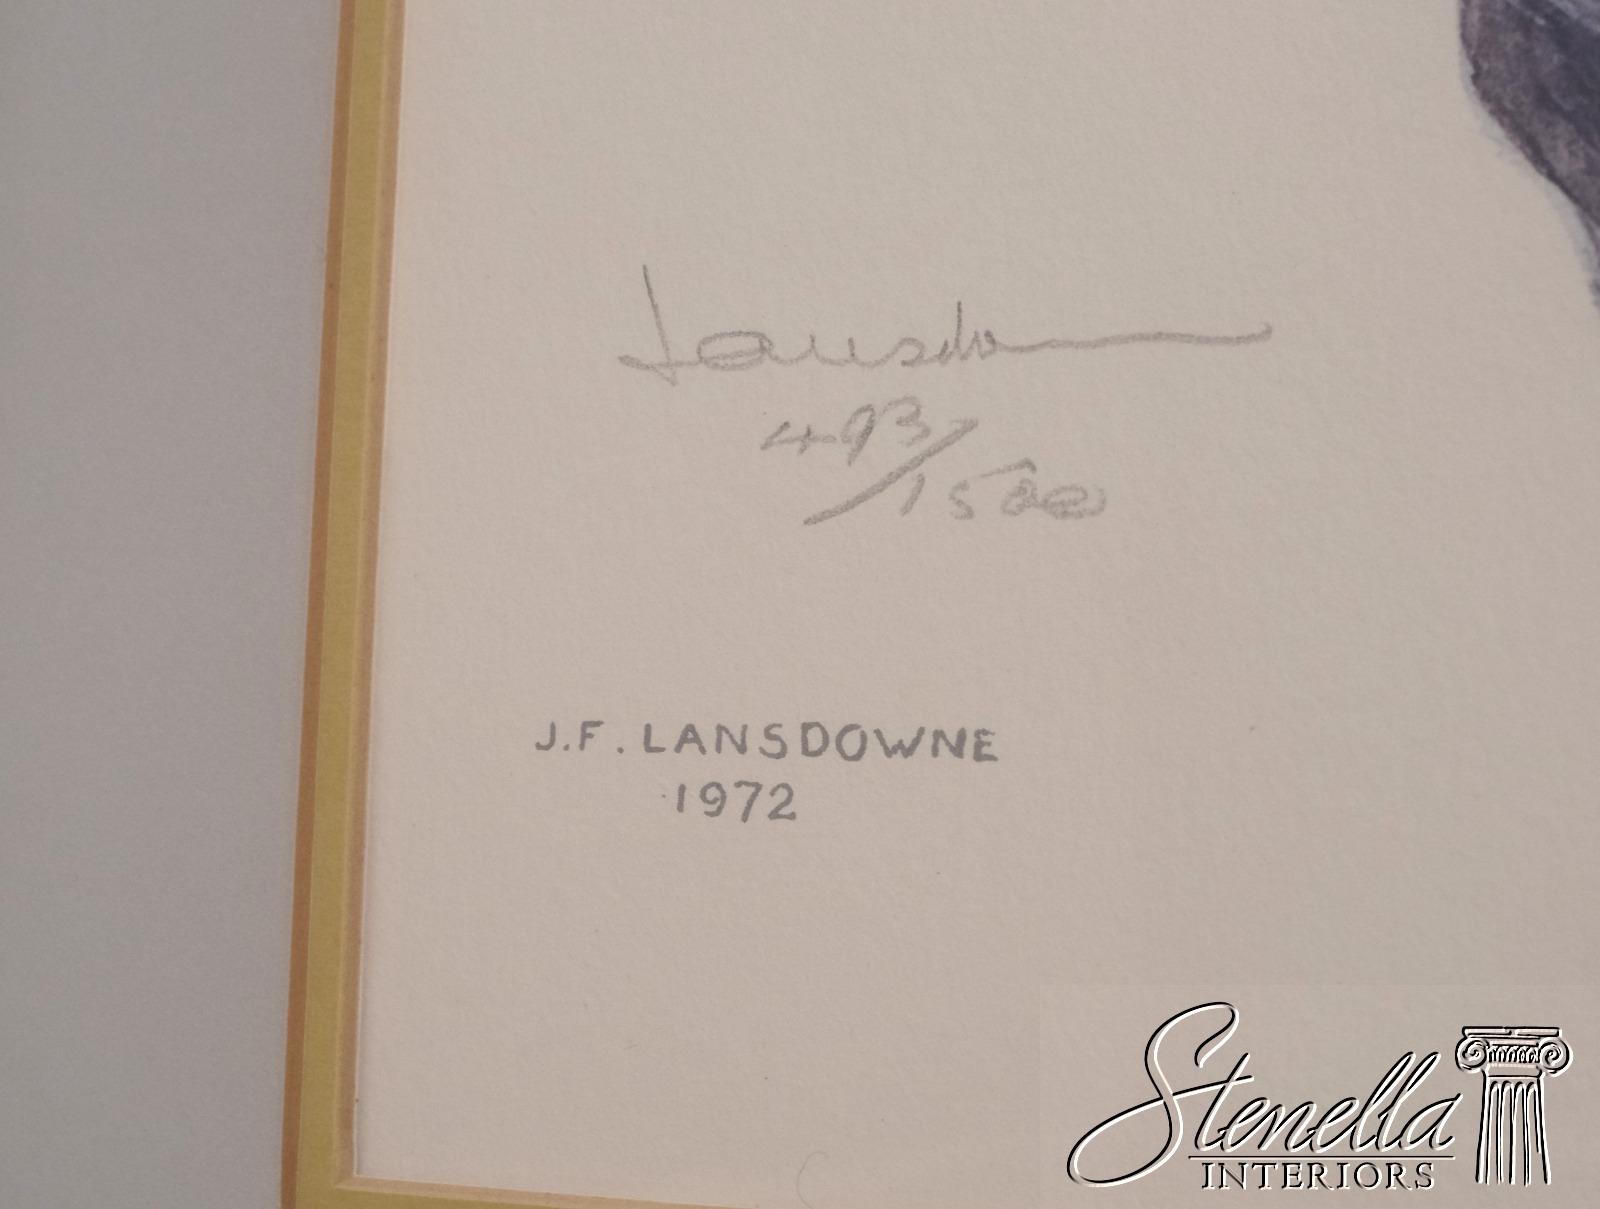 Lansdowne
493/1500
J.F. LANSDOWNE
1972
Stenella
INTERIORS